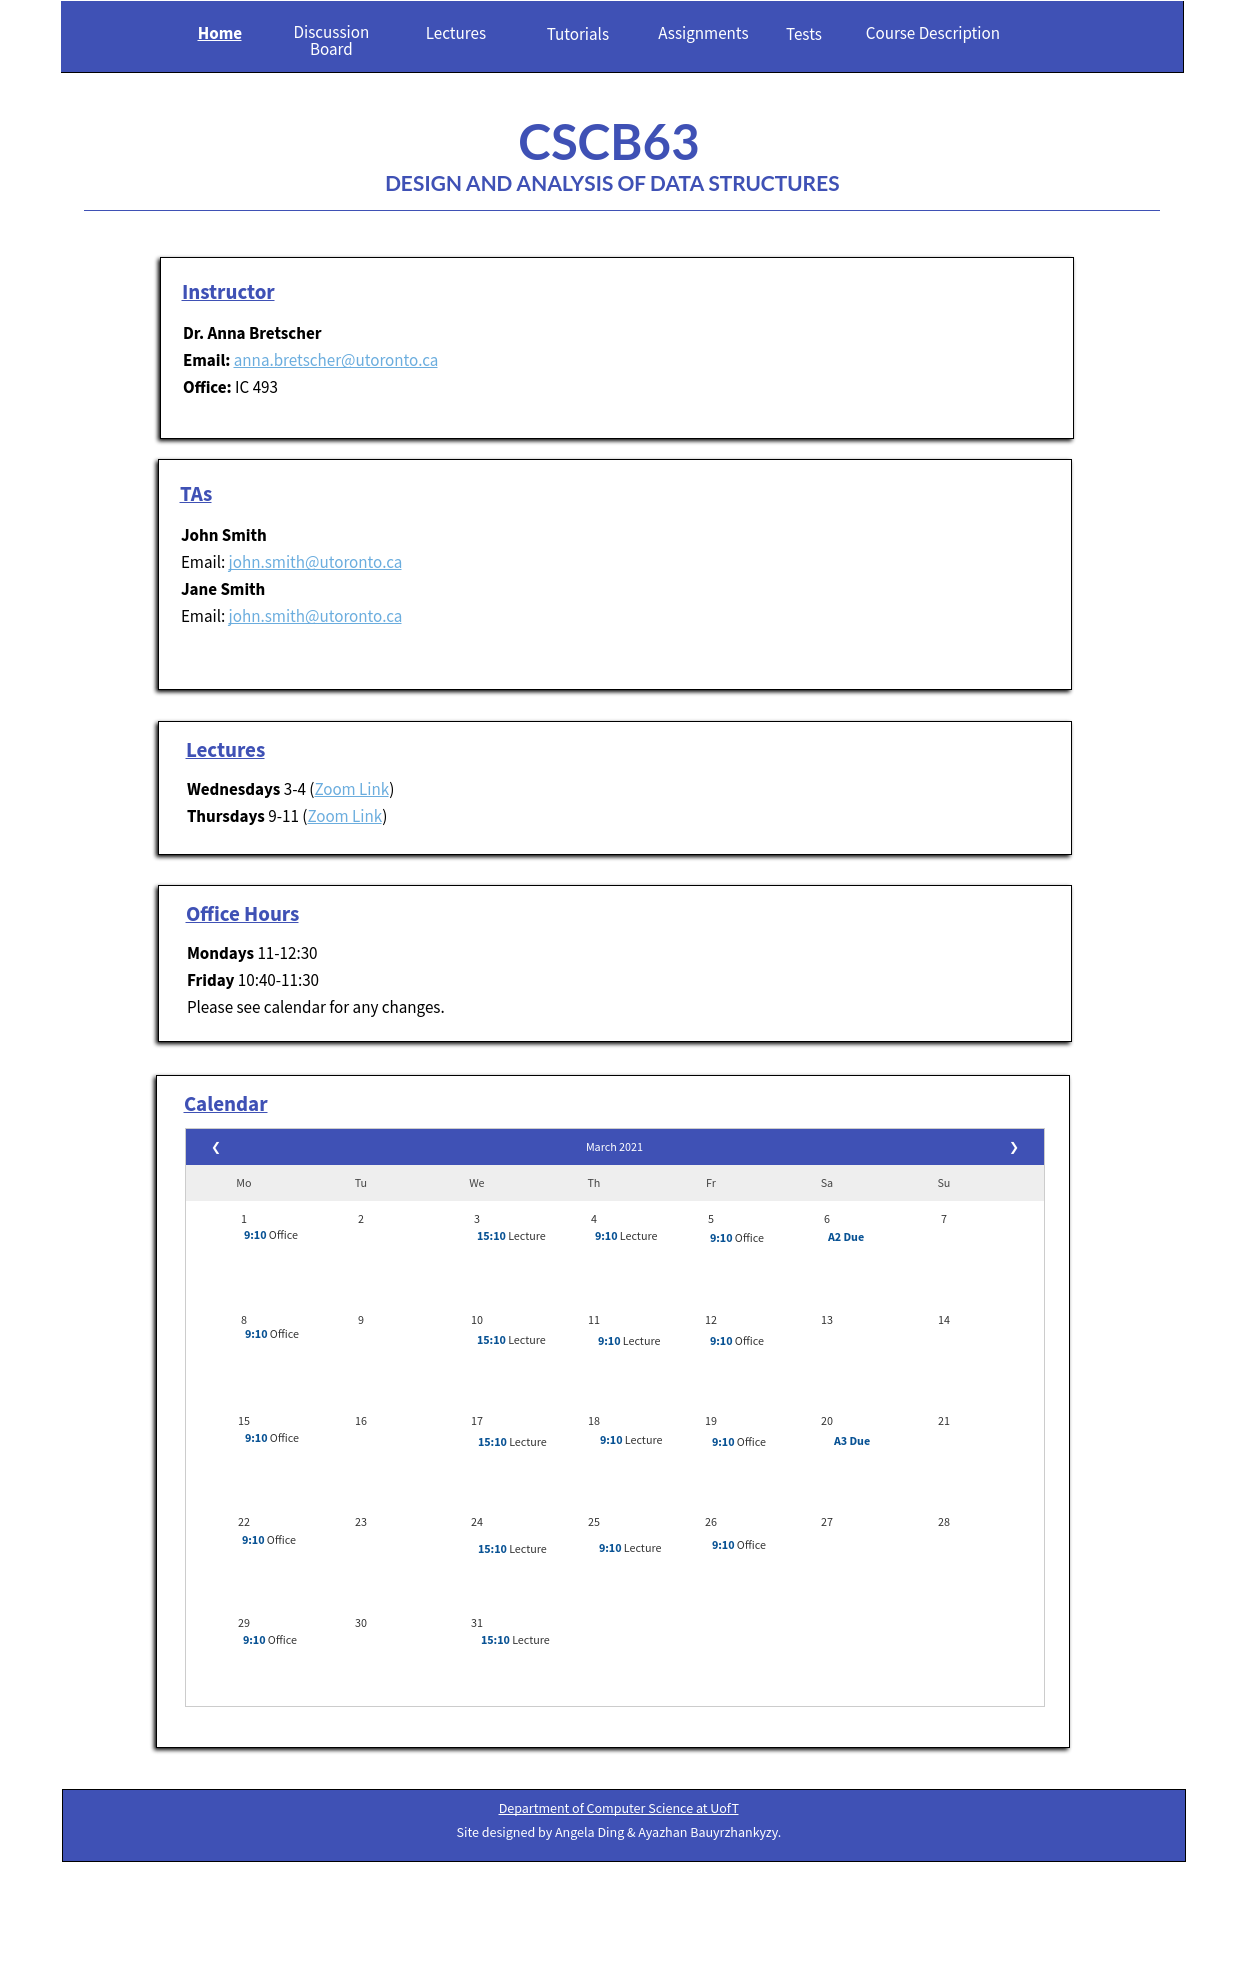 Home Discussion Board Lectures Tutorials Assignments Tests Course Description
CSCB63
DESIGN AND ANALYSIS OF DATA STRUCTURES
Instructor
Dr. Anna Bretscher
Email: anna.bretscher@utoronto.ca
Office: IC 493
TAs
John Smith
Email: john.smith@utoronto.ca
Jane Smith
Email: john.smith@utoronto.ca
Lectures
Wednesdays 3-4 (Zoom Link)
Thursdays 9-11 (Zoom Link)
Office Hours
Mondays 11-12:30
Friday 10:40-11:30
Please see calendar for any changes.
Calendar
❮ March 2021 ❯
Mo Tu We Th Fr Sa Su
1 2 3 4 5 6 7
9:10 Office 15:10 Lecture 9:10 Lecture 9:10 Office A2 Due
8 9 10 11 12 13 14
9:10 Office 15:10 Lecture 9:10 Lecture 9:10 Office
15 16 17 18 19 20 21
9:10 Office 15:10 Lecture 9:10 Lecture 9:10 Office A3 Due
22 23 24 25 26 27 28
9:10 Office 15:10 Lecture 9:10 Lecture 9:10 Office
29 30 31
9:10 Office 15:10 Lecture
Department of Computer Science at UofT
Site designed by Angela Ding & Ayazhan Bauyrzhankyzy.